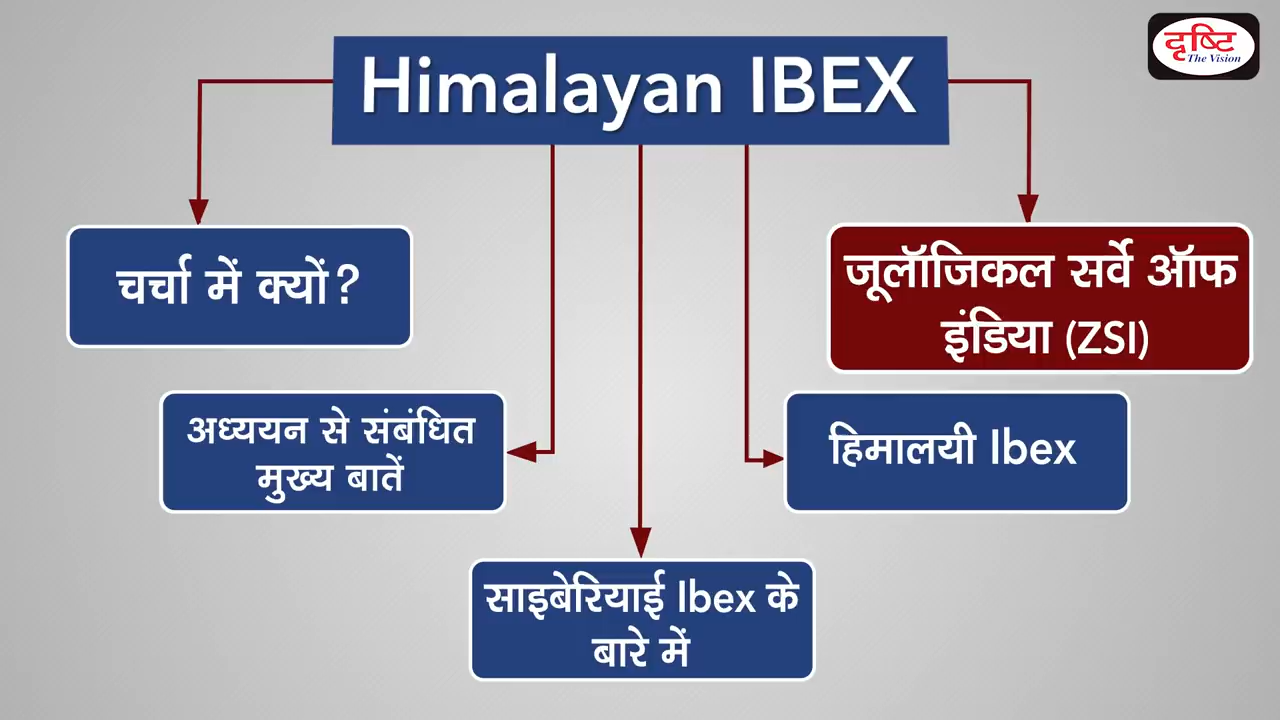 Himalayan IBEX
दृष्टि
The Vision
चर्चा में क्यों?
जूलॉजिकल सर्वे ऑफ
इंडिया (ZSI)
अध्ययन से संबंधित
मुख्य बातें
हिमालयी Ibex
साइबेरियाई Ibex के
बारे में